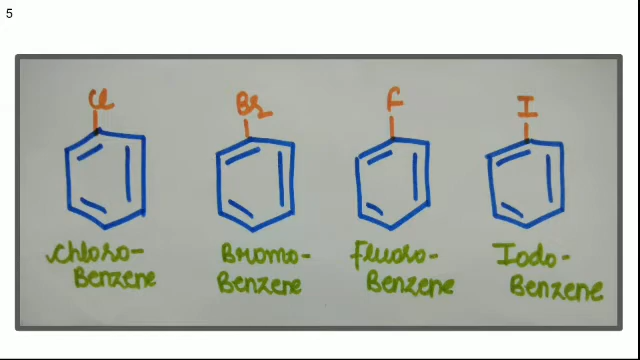 5
Cl Br F I
Chloro- Bromo- Fluoro- Iodo-
Benzene Benzene Benzene Benzene